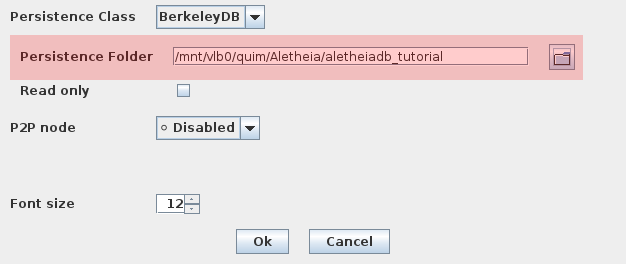 Persistence Class BerkeleyDB
Persistence Folder /mnt/vlb0/quim/Aletheia/aletheiadb_tutorial
Read only
P2P node Disabled
Font size 12
Ok Cancel